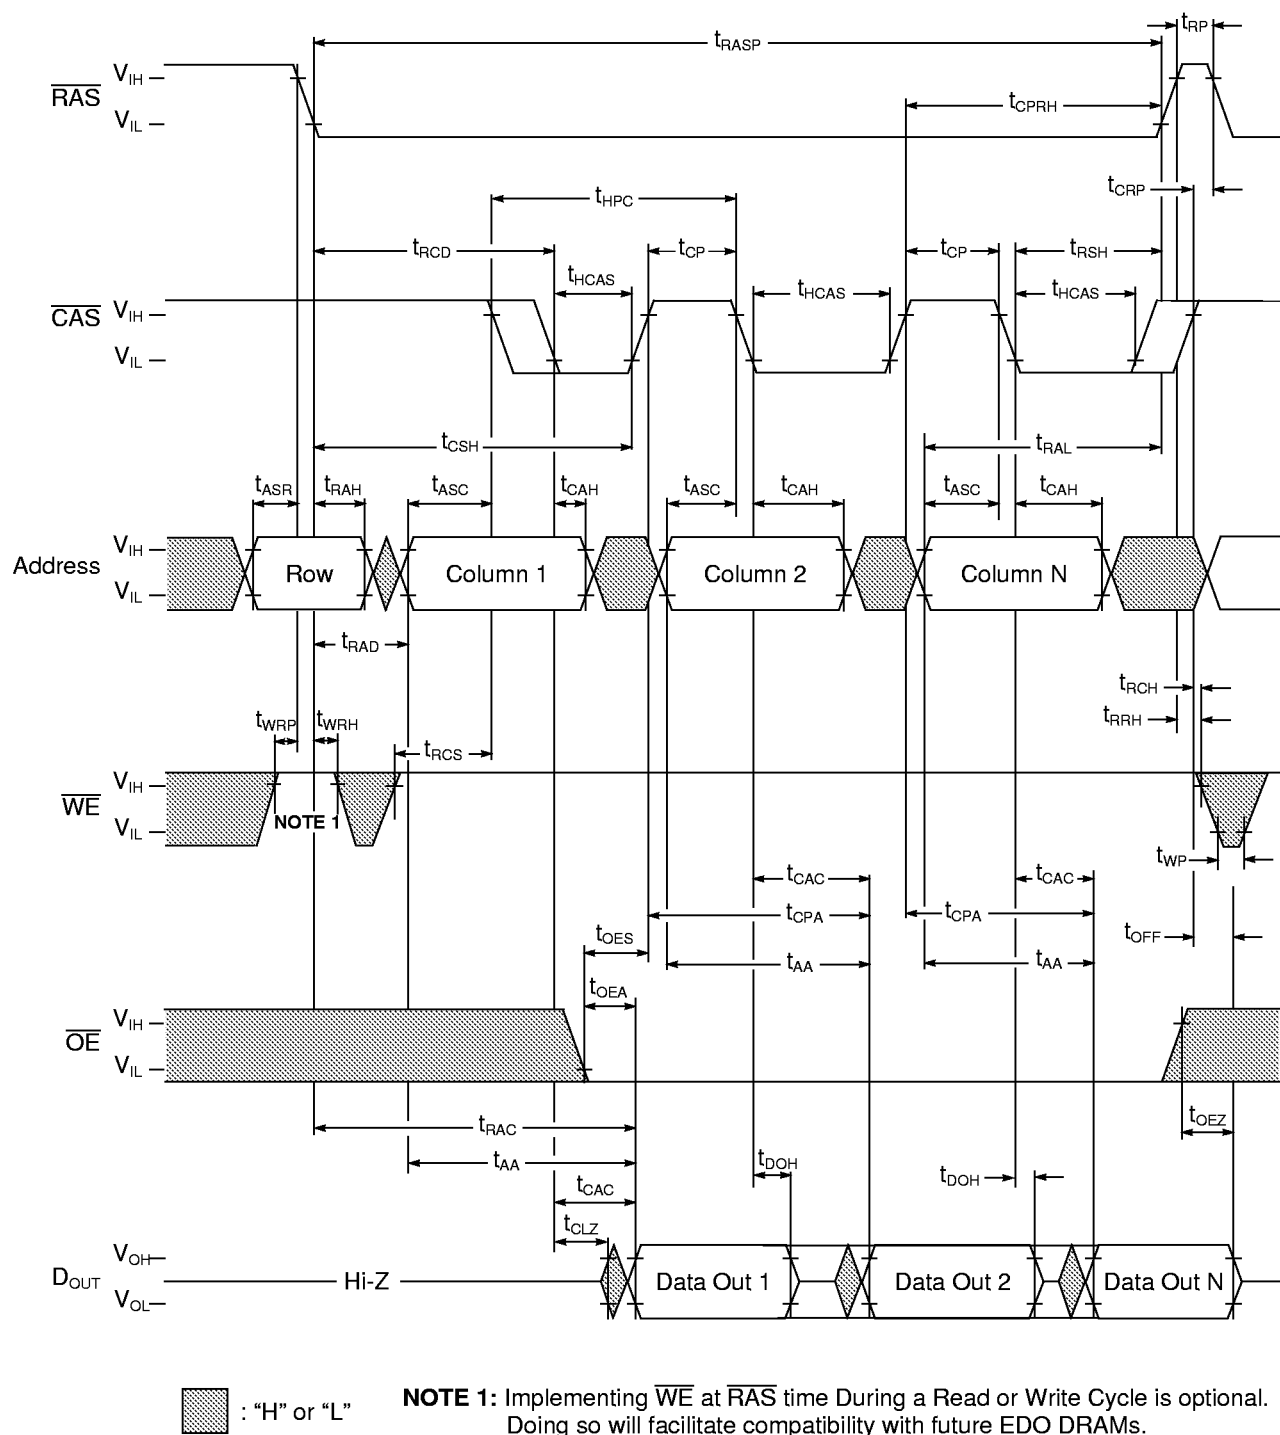 tRP
tRASP
VIH
RAS
tCPRH
VIL
tCRP
tHPC
tRCD tCP tCP tRSH
tHCAS tHCAS tHCAS
VIH
CAS
VIL
tCSH tRAL
tASR tRAH tASC tCAH tASC tCAH tASC tCAH
VIH
Address Row Column 1 Column 2 Column N
VIL
tRAD
tRCH
tWRP tWRH tRRH
tRCS
VIH
WE
VIL NOTE 1
tWP
tCAC tCAC
tCPA tCPA
tOES tOFF
tAA tAA
tOEA
VIH
OE
VIL
tRAC tOEZ
tAA tDOH tDOH
tCAC
tCLZ
VOH
DOUT Hi-Z Data Out 1 Data Out 2 Data Out N
VOL
: “H” or “L”
NOTE 1: Implementing WE at RAS time During a Read or Write Cycle is optional.
Doing so will facilitate compatibility with future EDO DRAMs.